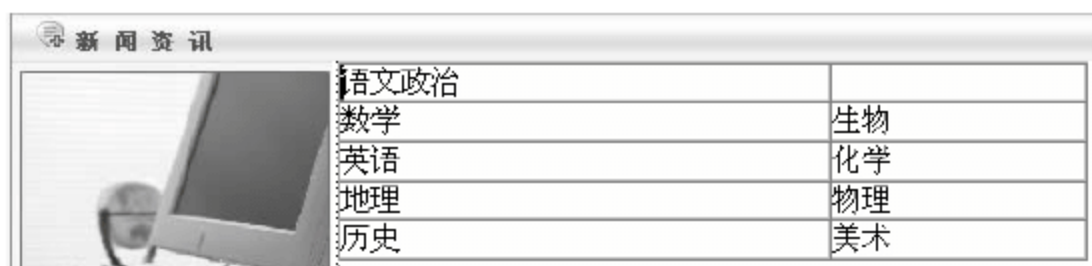 新闻资讯
语文政治
数学 生物
英语 化学
地理 物理
历史 美术